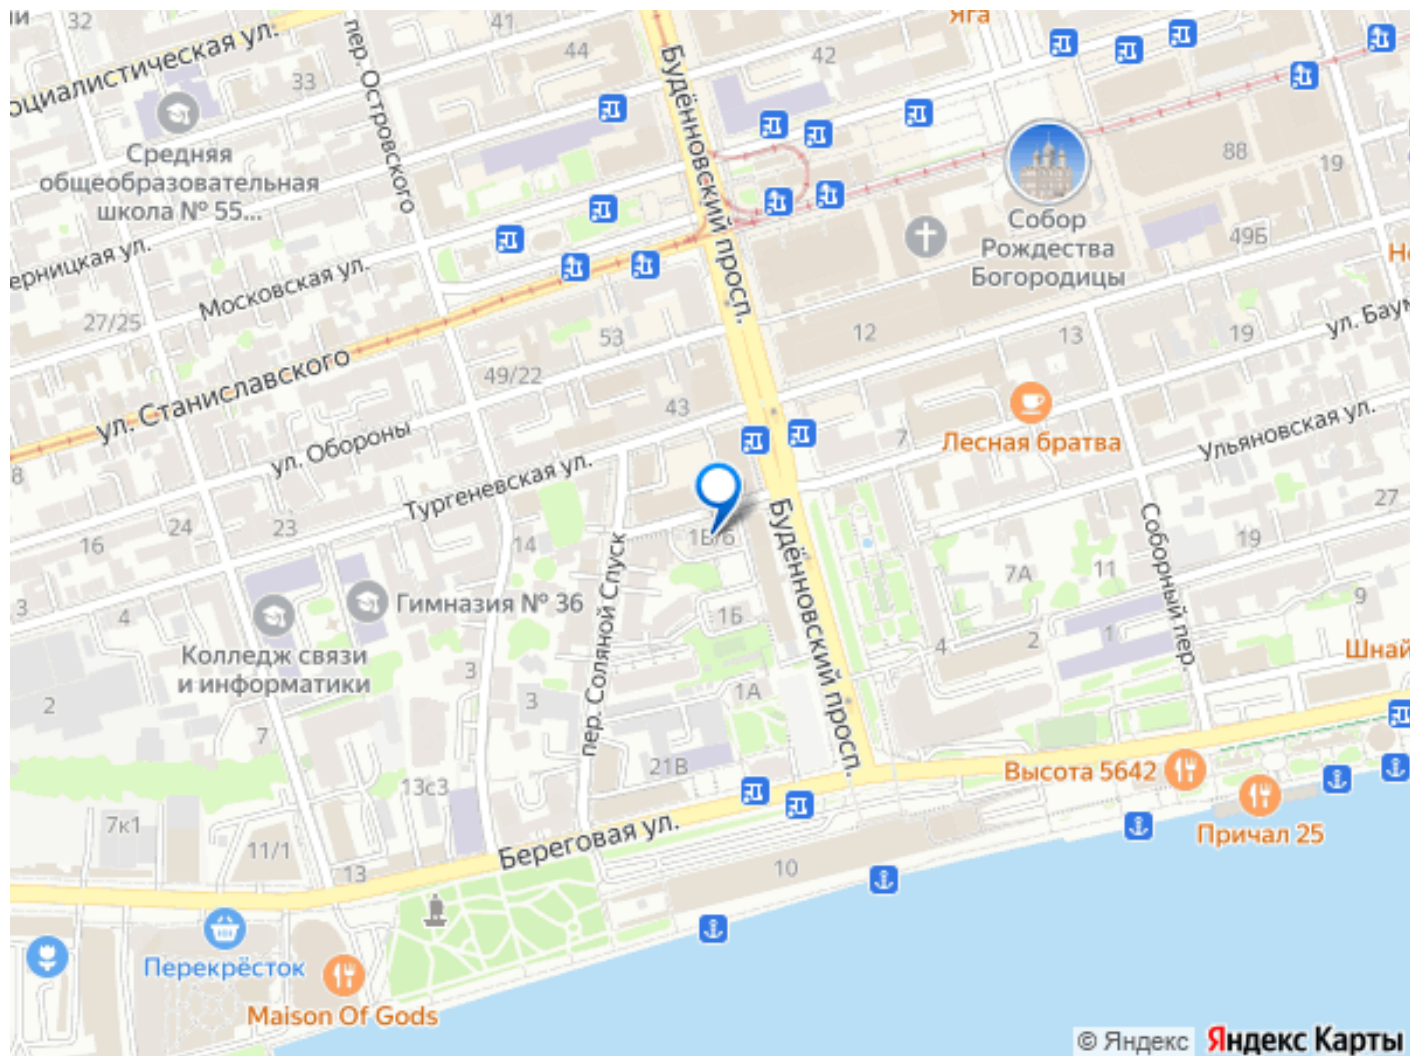 32
41
Яга
Социалистическая ул.
пер. Островского
44
42
33
Средняя
общеобразовательная
школа № 55...
Будённовский просп.
88
19
Собор
Рождества
Богородицы
49Б
Московская ул.
27/25
53
12
13
19
ул. Станиславского
49/22
43
7
Лесная братва
Ульяновская ул.
ул. Обороны
Тургеневская ул.
8
16
24
23
14
1В/6
27
19
Соборный пер.
Будённовский просп.
7А
11
9
3
4
Гимназия № 36
Колледж связи
и информатики
пер. Соляной Спуск
1Б
4
2
1
3
3
1А
2
7
21В
13с3
Высота 5642
Причал 25
7к1
11/1
13
Береговая ул.
10
Перекрёсток
Maison Of Gods
© Яндекс Яндекс Карты